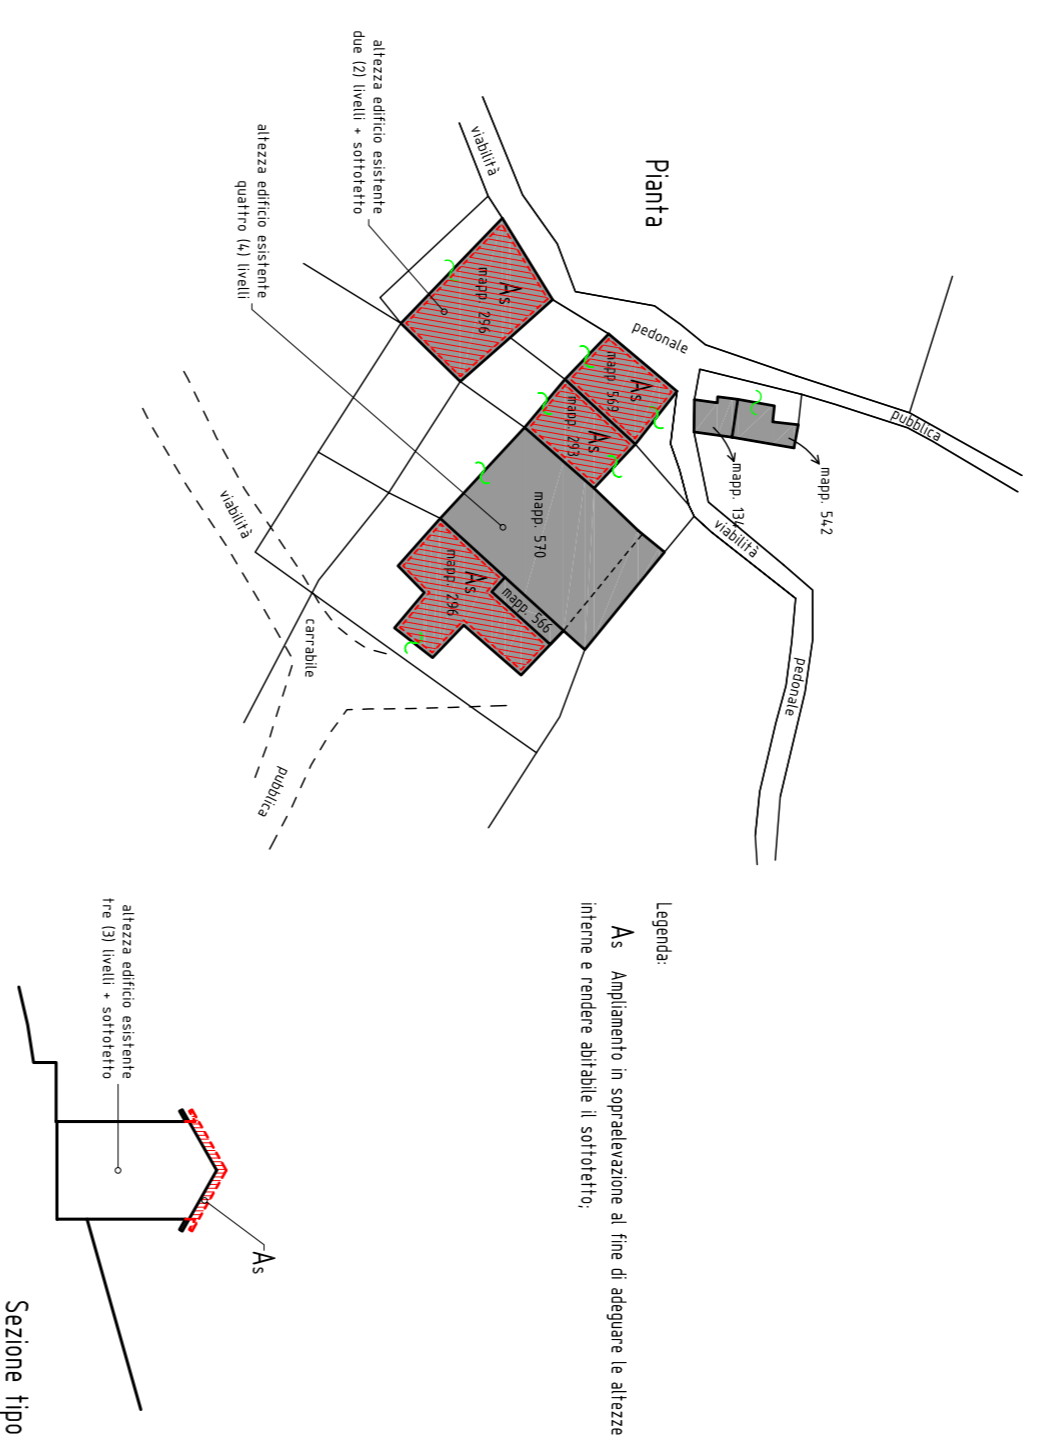 Pianta
altezza edificio esistente
due (2) livelli + sottotetto
altezza edificio esistente
quattro (4) livelli
viabilità
pedonale
pubblica
As
mapp. 296
As
mapp. 569
As
mapp. 293
mapp. 570
As
mapp. 296
mapp. 566
mapp. 542
mapp. 134
viabilità
pedonale
viabilità
carrabile
pubblica
Legenda:
As Ampliamento in sopraelevazione al fine di adeguare le altezze
interne e rendere abitabile il sottotetto;
altezza edificio esistente
tre (3) livelli + sottotetto
As
Sezione tipo